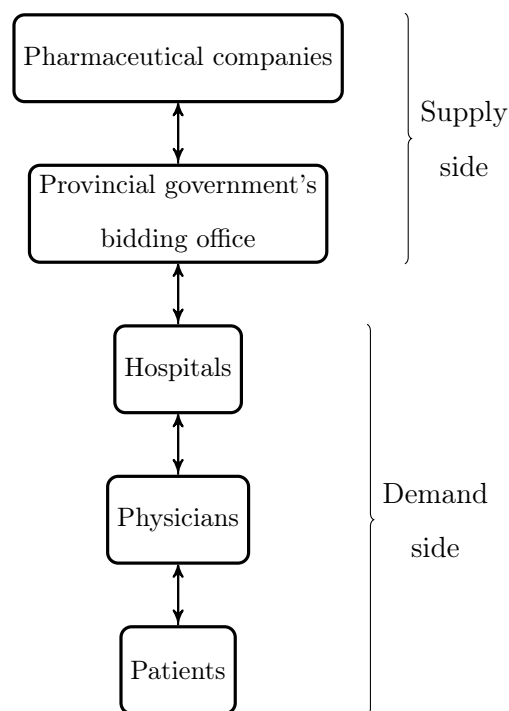 Pharmaceutical companies
Supply
side
Provincial government's
bidding office
Hospitals
Physicians
Demand
side
Patients